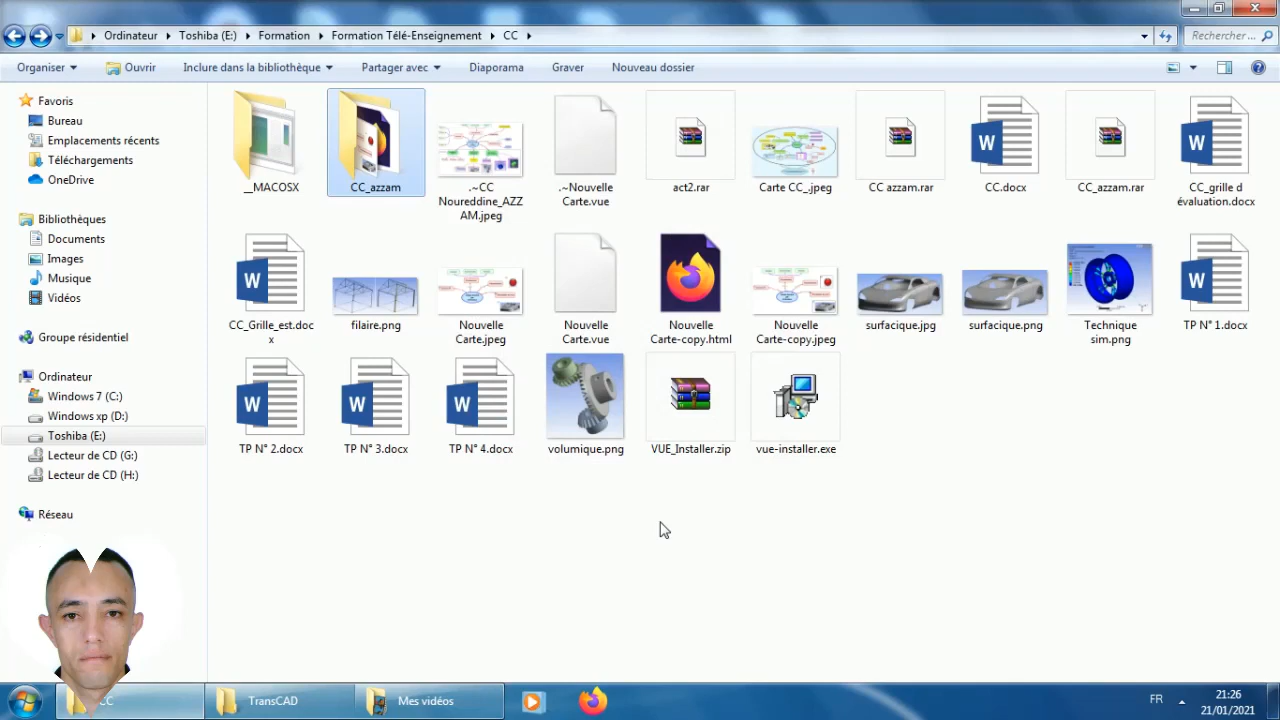 Ordinateur Toshiba (E:) Formation Formation Télé-Enseignement CC
Rechercher ...
Organiser Ouvrir Inclure dans la bibliothèque Partager avec Diaporama Graver Nouveau dossier
Favoris
Bureau
Emplacements récents
Téléchargements
OneDrive
Bibliothèques
Documents
Images
Musique
Vidéos
Groupe résidentiel
Ordinateur
Windows 7 (C:)
Windows xp (D:)
Toshiba (E:)
Lecteur de CD (G:)
Lecteur de CD (H:)
Réseau
__MACOSX
CC_azzam
.~CC
Noureddine_AZZ
AM.jpeg
.~Nouvelle
Carte.vue
act2.rar
Carte CC_.jpeg
CC azzam.rar
CC.docx
CC_azzam.rar
CC_grille d
évaluation.docx
CC_Grille_est.doc
x
filaire.png
Nouvelle
Carte.jpeg
Nouvelle
Carte.vue
Nouvelle
Carte-copy.html
Nouvelle
Carte-copy.jpeg
surfacique.jpg
surfacique.png
Technique
sim.png
TP N° 1.docx
TP N° 2.docx
TP N° 3.docx
TP N° 4.docx
volumique.png
VUE_Installer.zip
vue-installer.exe
CC
TransCAD
Mes vidéos
FR
21:26
21/01/2021